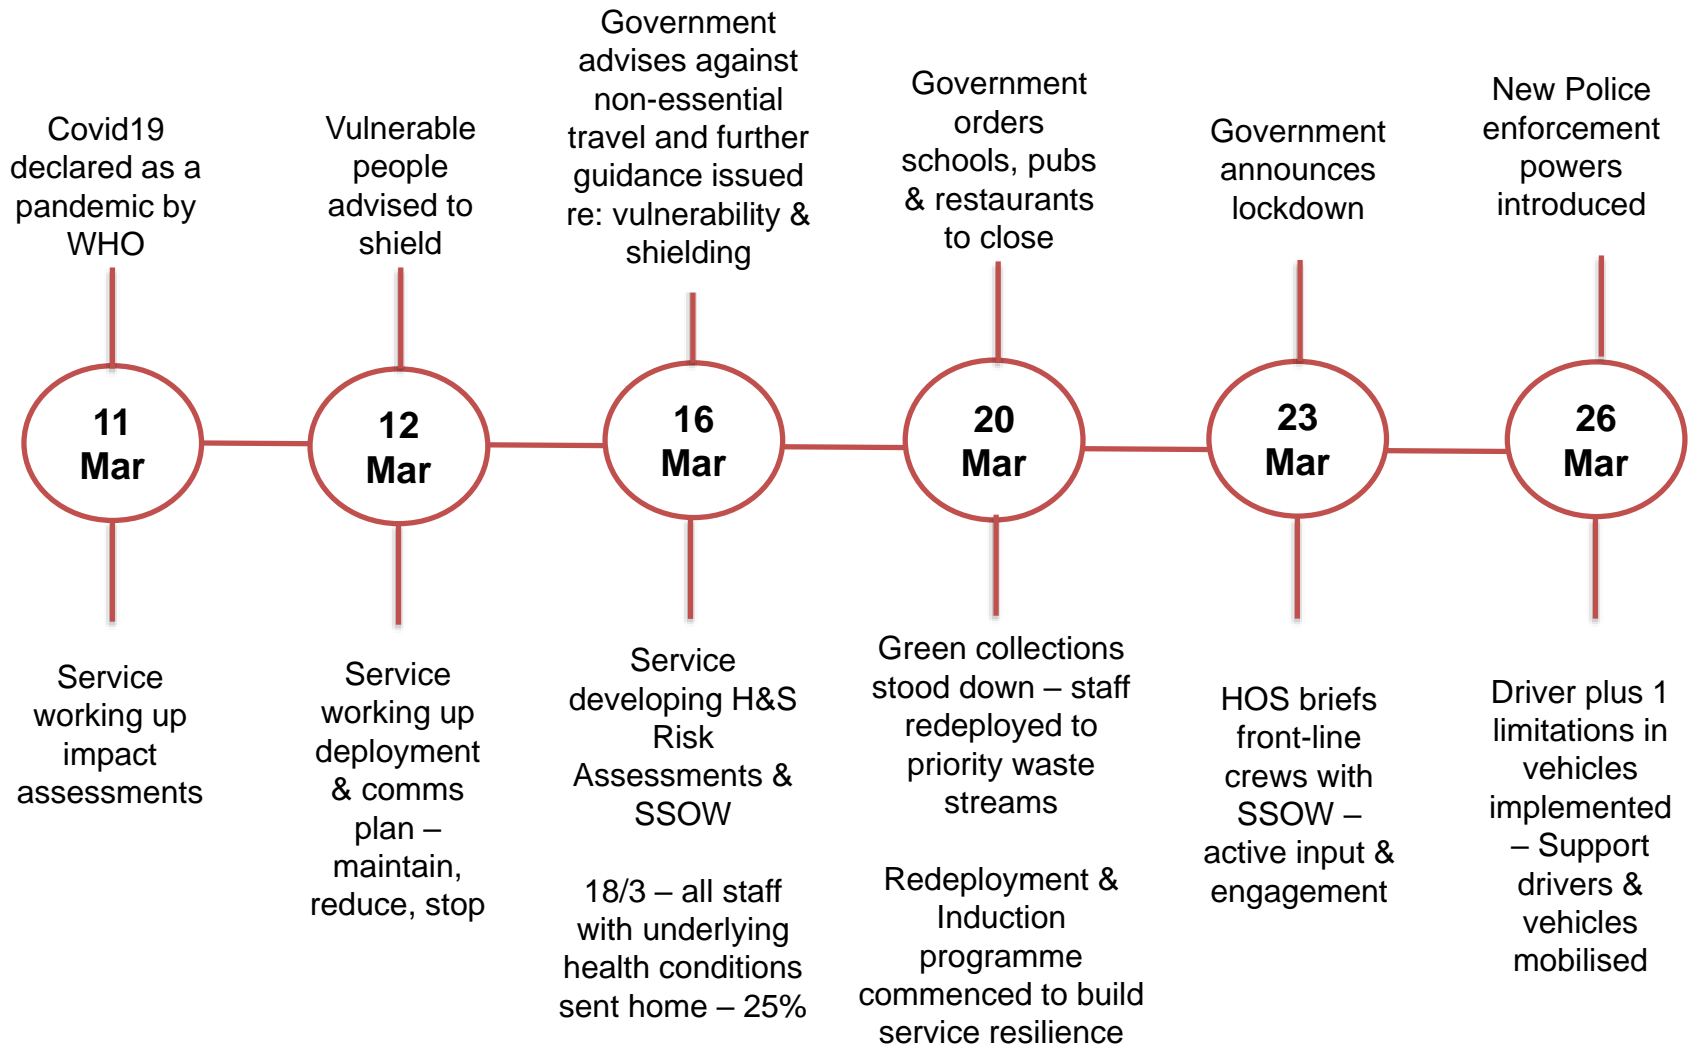 Covid19
declared as a
pandemic by
WHO
Vulnerable
people
advised to
shield
Government
advises against
non-essential
travel and further
guidance issued
re: vulnerability &
shielding
Government
orders
schools, pubs
& restaurants
to close
Government
announces
lockdown
New Police
enforcement
powers
introduced
11
Mar
12
Mar
16
Mar
20
Mar
23
Mar
26
Mar
Service
working up
impact
assessments
Service
working up
deployment
& comms
plan –
maintain,
reduce, stop
Service
developing H&S
Risk
Assessments &
SSOW
18/3 – all staff
with underlying
health conditions
sent home – 25%
Green collections
stood down – staff
redeployed to
priority waste
streams
Redeployment &
Induction
programme
commenced to build
service resilience
HOS briefs
front-line
crews with
SSOW –
active input &
engagement
Driver plus 1
limitations in
vehicles
implemented
– Support
drivers &
vehicles
mobilised